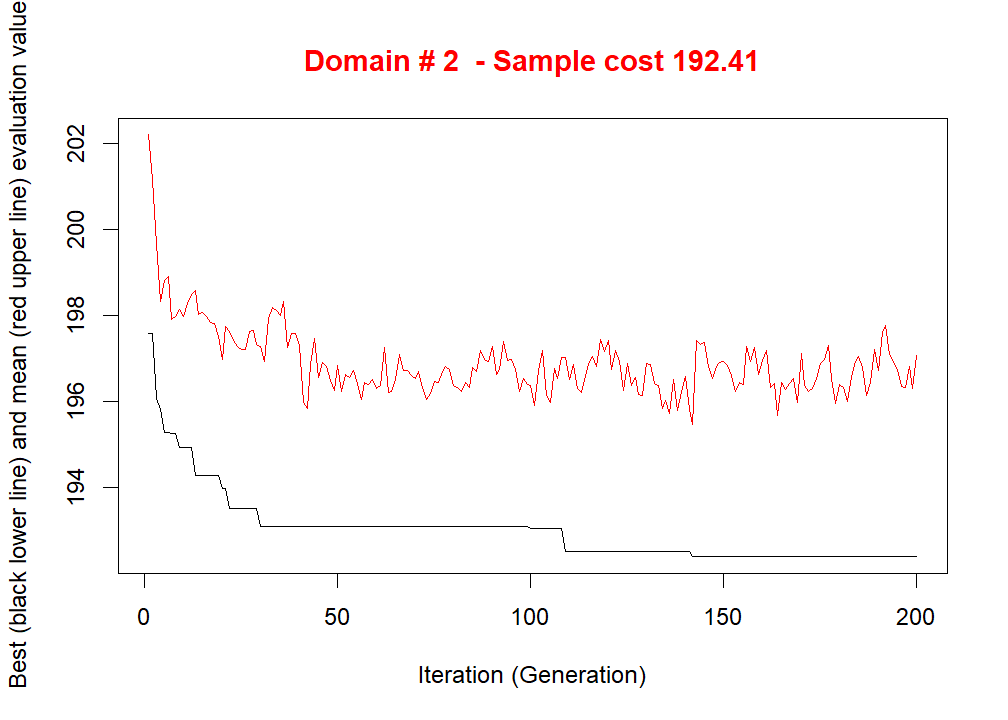 Domain # 2  - Sample cost 192.41
Best (black lower line) and mean (red upper line) evaluation value
202
200
198
196
194
0 50 100 150 200
Iteration (Generation)